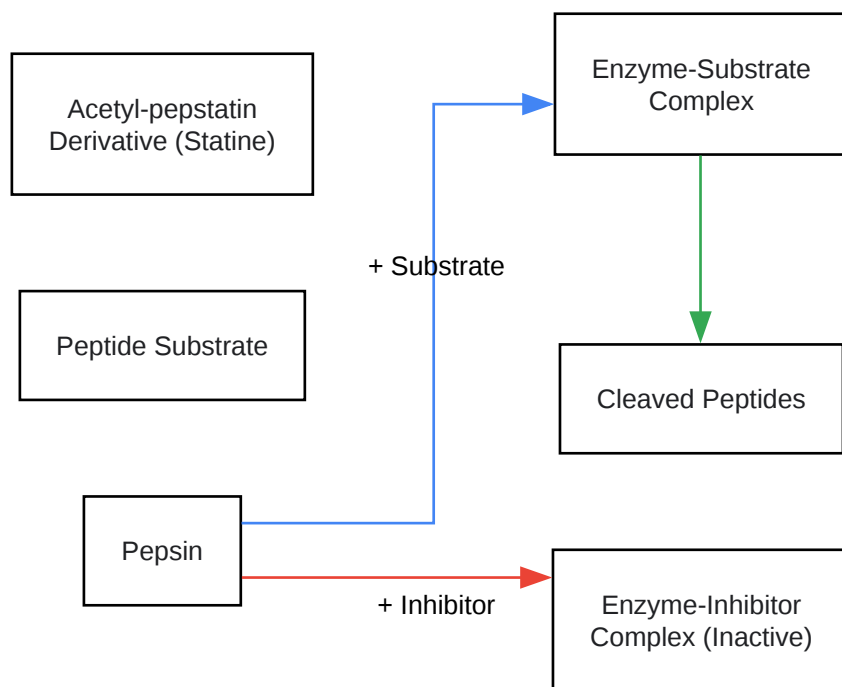 Acetyl-pepstatin
Derivative (Statine)
Enzyme-Substrate
Complex
+ Substrate
Peptide Substrate
Cleaved Peptides
Pepsin
+ Inhibitor
Enzyme-Inhibitor
Complex (Inactive)